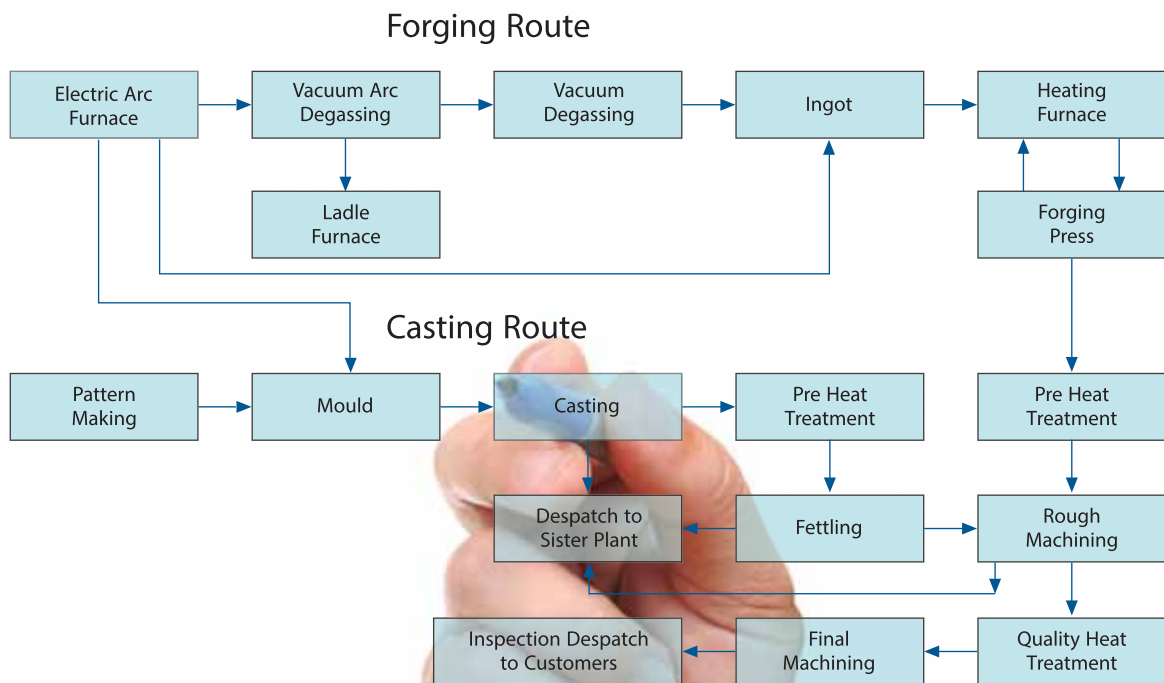 Forging Route
Electric Arc
Furnace
Vacuum Arc
Degassing
Vacuum
Degassing
Ingot
Heating
Furnace
Ladle
Furnace
Forging
Press
Casting Route
Pattern
Making
Mould
Casting
Pre Heat
Treatment
Pre Heat
Treatment
Despatch to
Sister Plant
Fettling
Rough
Machining
Inspection Despatch
to Customers
Final
Machining
Quality Heat
Treatment